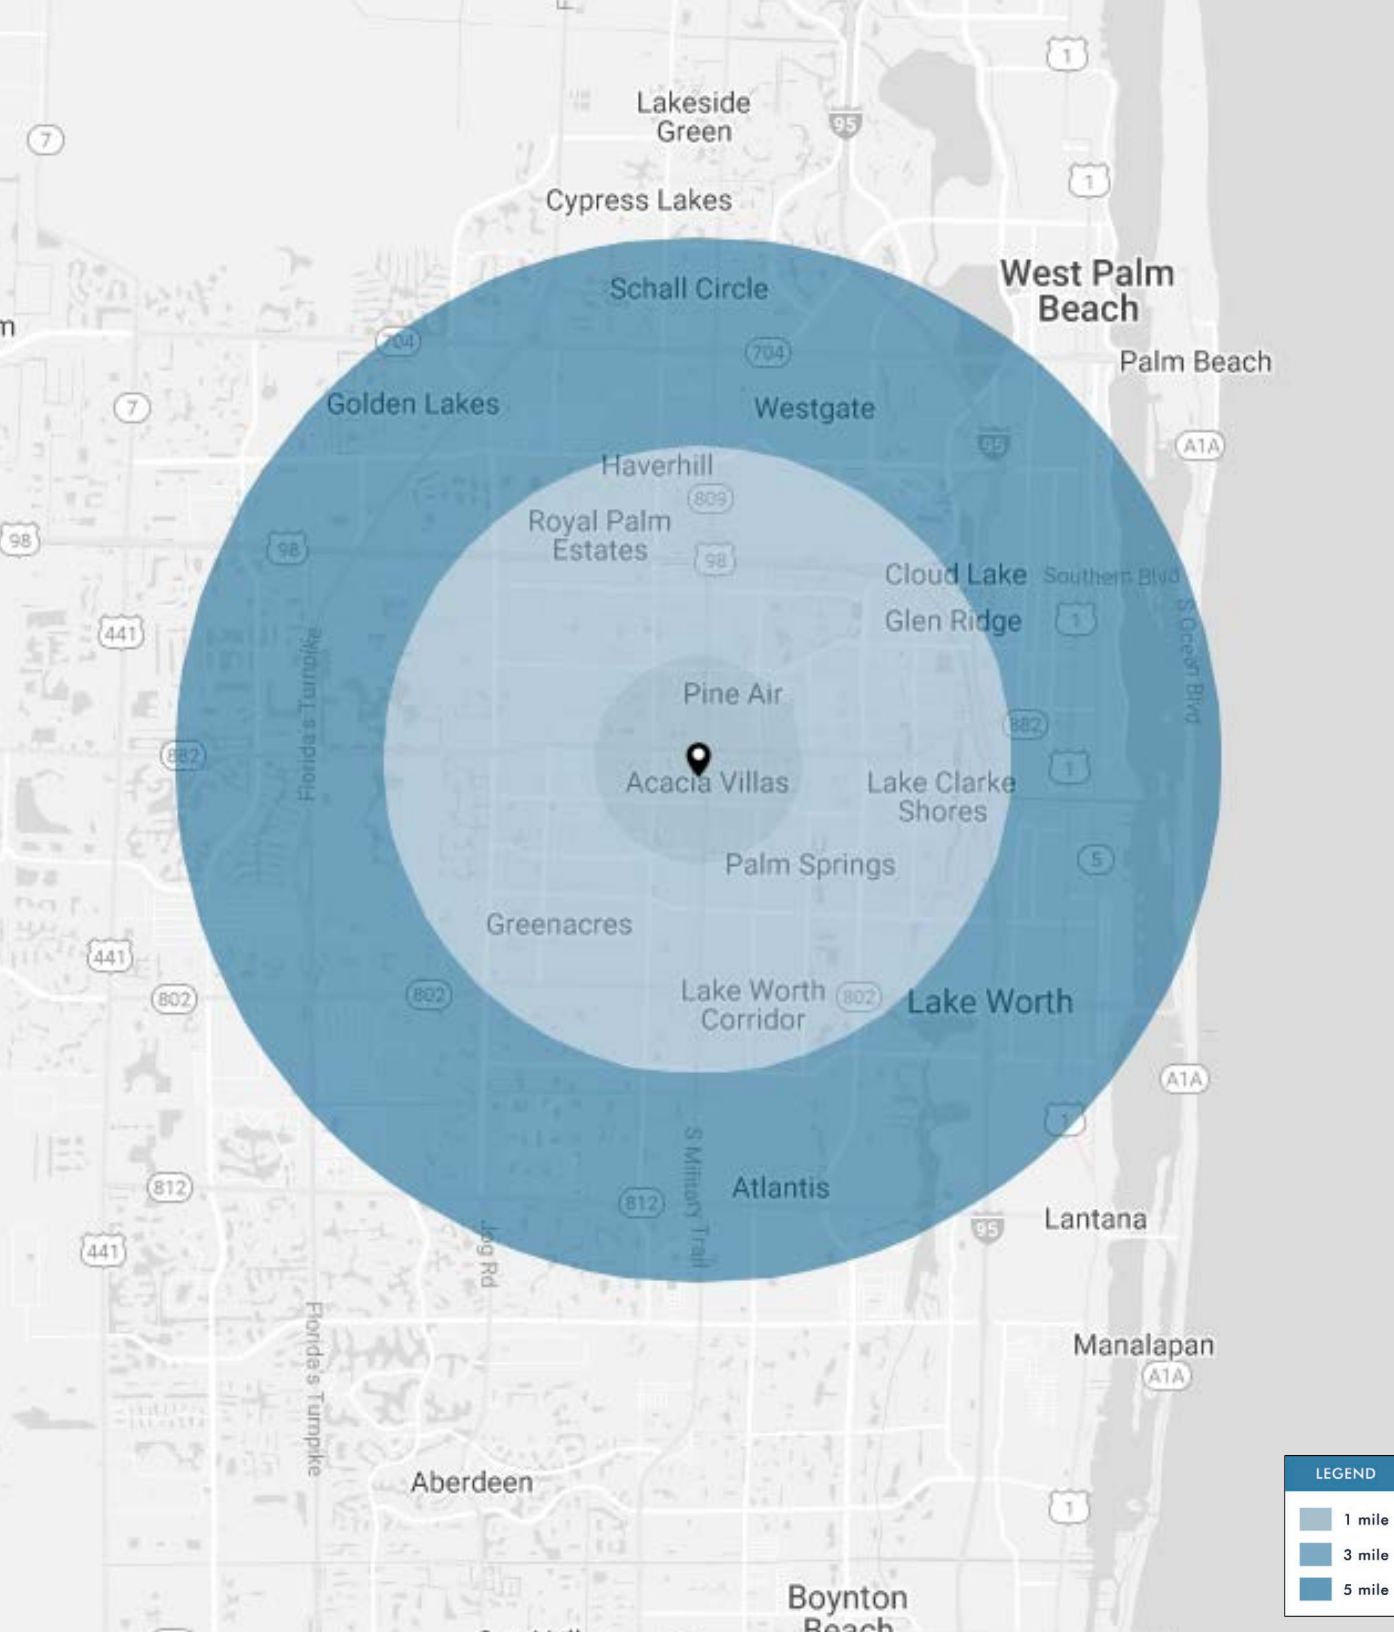 1
Lakeside
Green
95
7
1
Cypress Lakes
West Palm
Beach
Schall Circle
m
704
704
Palm Beach
Golden Lakes
7
Westgate
95
A1A
Haverhill
809
Royal Palm
Estates
98
98
98
Cloud Lake
Southern Blvd
Glen Ridge
1
441
S Ocean Blvd
Florida's Turnpike
Pine Air
882
882
1
Acacia Villas
Lake Clarke
Shores
5
Palm Springs
Greenacres
441
802
802
Lake Worth
Corridor
802
Lake Worth
A1A
1
S Military Trail
812
812
Atlantis
Lantana
95
441
Jog Rd
Florida's Turnpike
Manalapan
A1A
Aberdeen
1
Boynton
Beach
LEGEND
1 mile
3 mile
5 mile